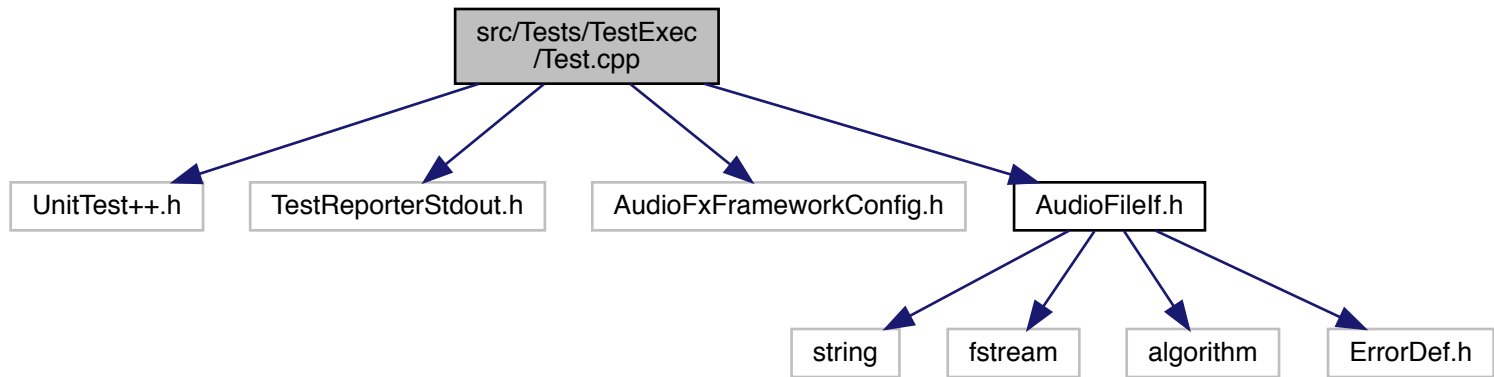 src/Tests/TestExec
/Test.cpp
UnitTest++.h
TestReporterStdout.h
AudioFxFrameworkConfig.h
AudioFileIf.h
string
fstream
algorithm
ErrorDef.h